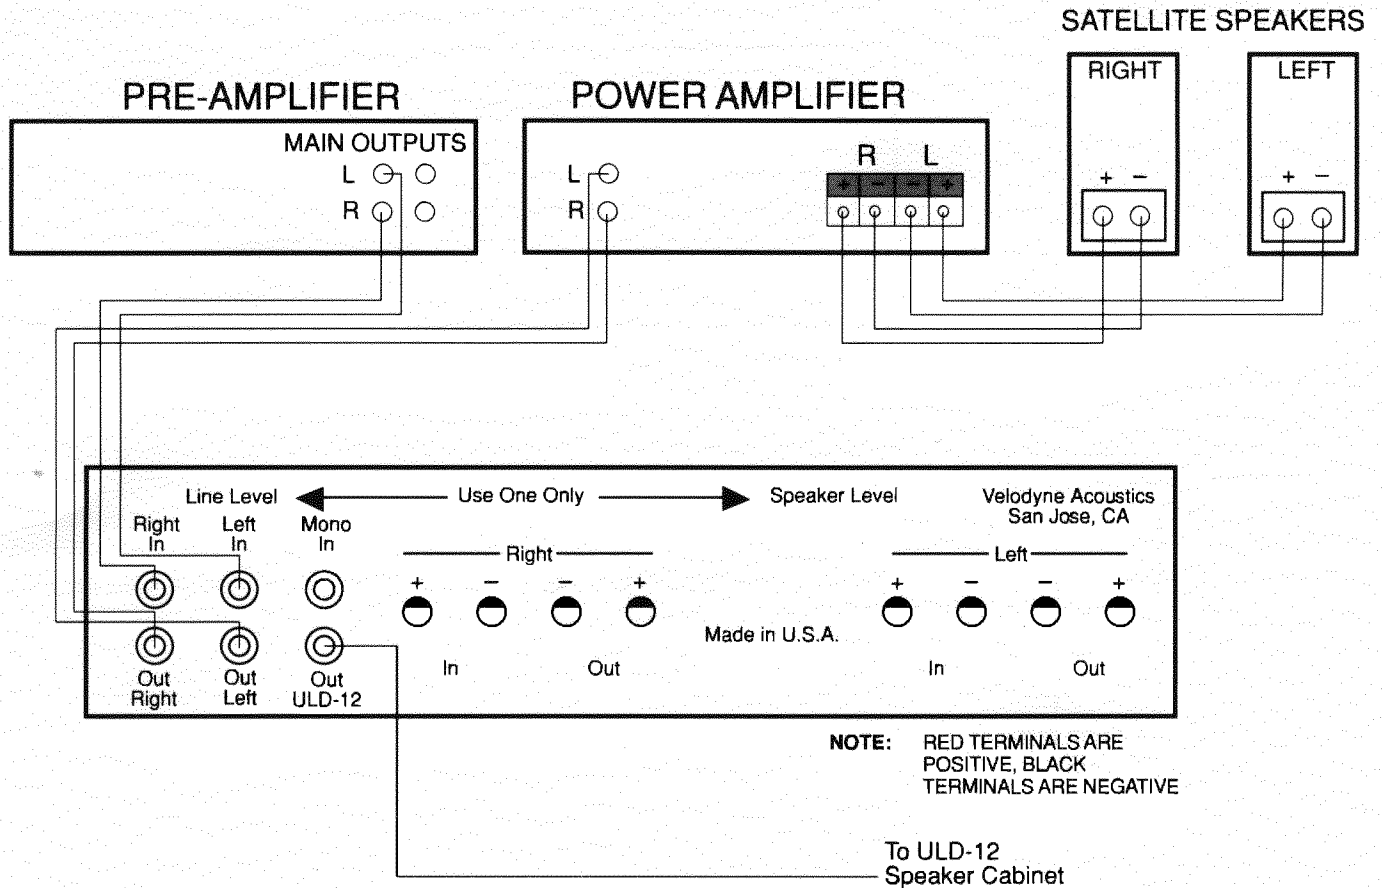 SATELLITE SPEAKERS
RIGHT
LEFT
PRE-AMPLIFIER
POWER AMPLIFIER
MAIN OUTPUTS
L
R
L
R
R L
+ − − +
+ −
+ −
Line Level Use One Only Speaker Level
Velodyne Acoustics
San Jose, CA
Right
In
Left
In
Mono
In
Right
+ − − +
Left
+ − − +
Made in U.S.A.
In Out
In Out
Out
Right
Out
Left
Out
ULD-12
NOTE: RED TERMINALS ARE
POSITIVE, BLACK
TERMINALS ARE NEGATIVE
To ULD-12
Speaker Cabinet